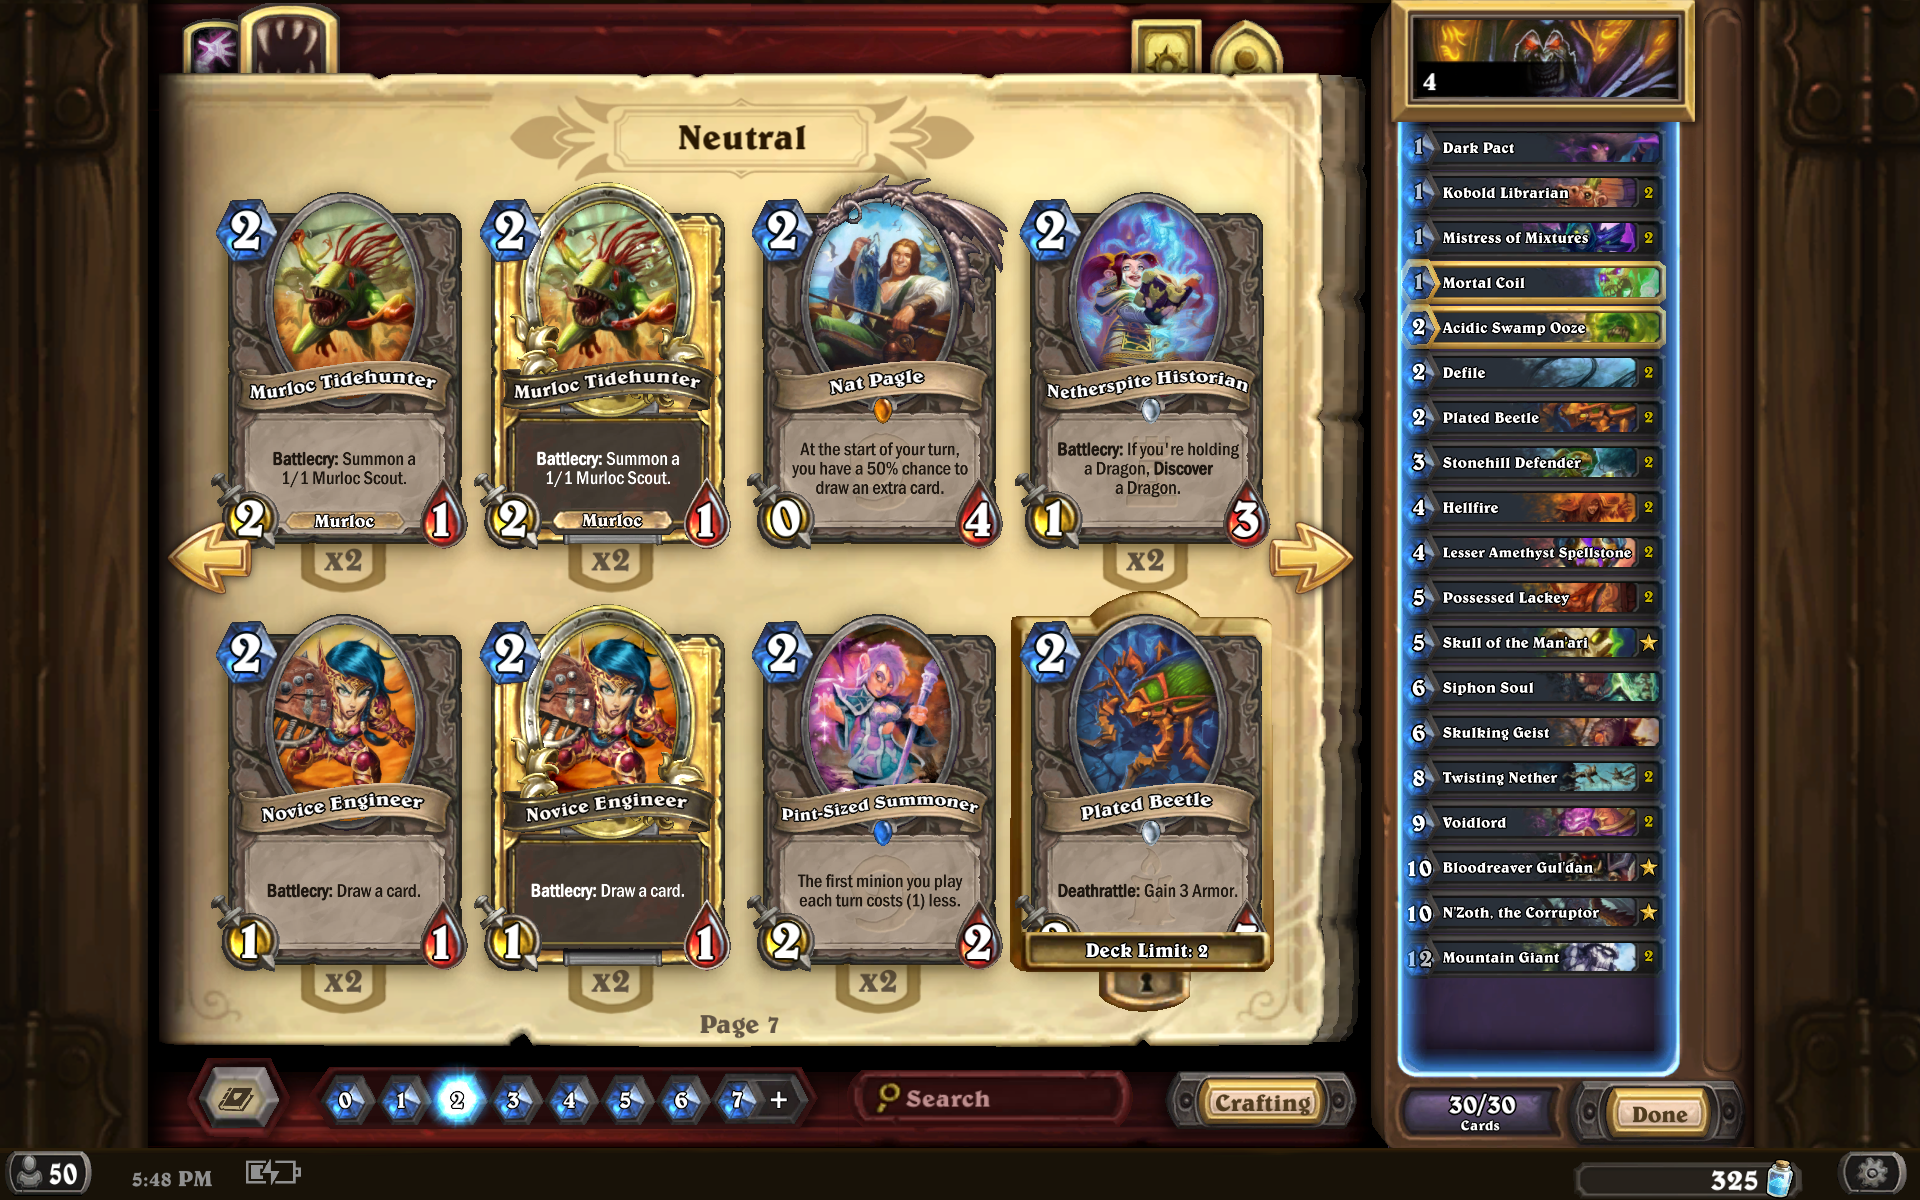 4
Neutral
2
Murloc Tidehunter
Battlecry: Summon a
1/1 Murloc Scout.
2
Murloc
1
x2
2
Murloc Tidehunter
Battlecry: Summon a
1/1 Murloc Scout.
2
Murloc
1
x2
2
Nat Pagle
At the start of your turn,
you have a 50% chance to
draw an extra card.
0
4
2
Netherspite Historian
Battlecry: If you're holding
a Dragon, Discover
a Dragon.
1
3
x2
2
Novice Engineer
Battlecry: Draw a card.
1
1
x2
2
Novice Engineer
Battlecry: Draw a card.
1
1
x2
2
Pint-Sized Summoner
The first minion you play
each turn costs (1) less.
2
2
x2
2
Plated Beetle
Deathrattle: Gain 3 Armor.
Deck Limit: 2
Page 7
1 Dark Pact
1 Kobold Librarian 2
1 Mistress of Mixtures 2
1 Mortal Coil
2 Acidic Swamp Ooze
2 Defile 2
2 Plated Beetle 2
3 Stonehill Defender 2
4 Hellfire 2
4 Lesser Amethyst Spellstone 2
5 Possessed Lackey 2
5 Skull of the Man'ari
6 Siphon Soul
6 Skulking Geist
8 Twisting Nether 2
9 Voidlord 2
10 Bloodreaver Gul'dan
10 N'Zoth, the Corruptor
12 Mountain Giant 2
0 1 2 3 4 5 6 7 +
Search
Crafting
30/30
Cards
Done
50
5:48 PM
325